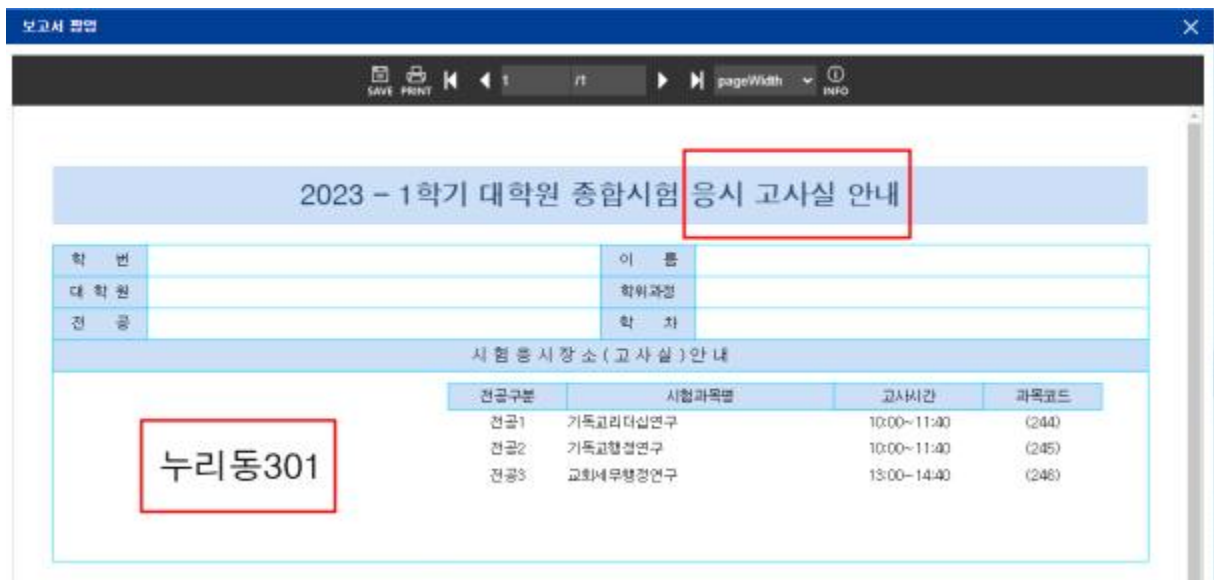 보고서 팝업
SAVE PRINT 1 /1 pageWidth INFO
2023 - 1학기 대학원 종합시험 응시 고사실 안내
학 번 이 름
대 학 원 학위과정
전 공 학 차
시 험 응 시 장 소 ( 고 사 실 ) 안 내
전공구분 시험과목명 고사시간 과목코드
전공1 기독교리더십연구 10:00~11:40 (244)
전공2 기독교행정연구 10:00~11:40 (245)
누리동301
전공3 교회세무행정연구 13:00~14:40 (246)